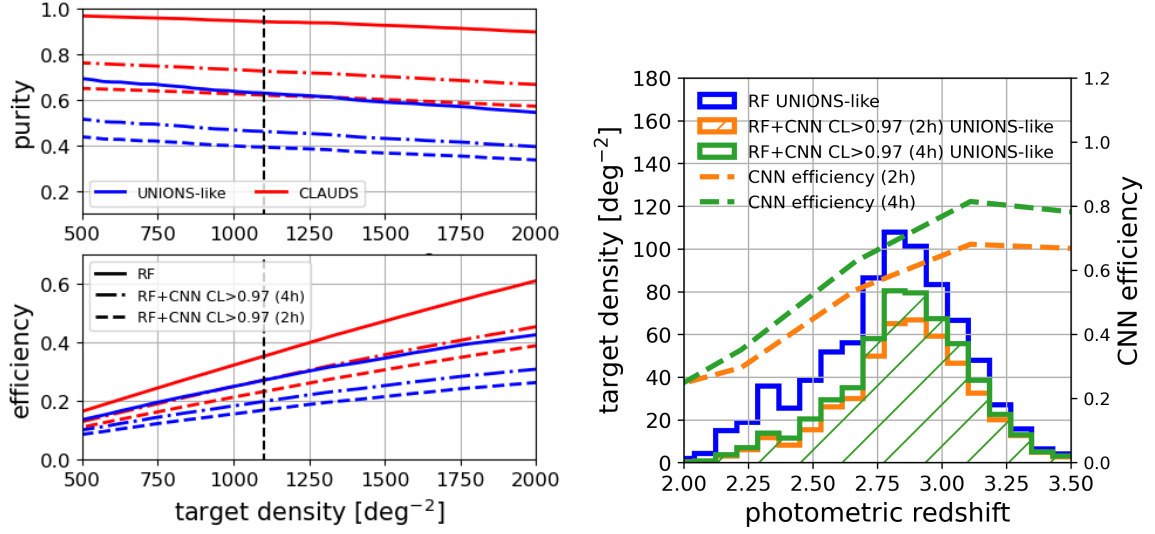 1.0
0.8
0.6
0.4
0.2
purity
UNIONS-like
CLAUDS
500 750 1000 1250 1500 1750 2000
0.6
0.4
0.2
0.0
efficiency
RF
RF+CNN CL>0.97 (4h)
RF+CNN CL>0.97 (2h)
500 750 1000 1250 1500 1750 2000
target density [deg⁻²]
180
160
140
120
100
80
60
40
20
0
target density [deg⁻²]
RF UNIONS-like
RF+CNN CL>0.97 (2h) UNIONS-like
RF+CNN CL>0.97 (4h) UNIONS-like
CNN efficiency (2h)
CNN efficiency (4h)
1.2
1.0
0.8
0.6
0.4
0.2
0.0
CNN efficiency
2.00 2.25 2.50 2.75 3.00 3.25 3.50
photometric redshift